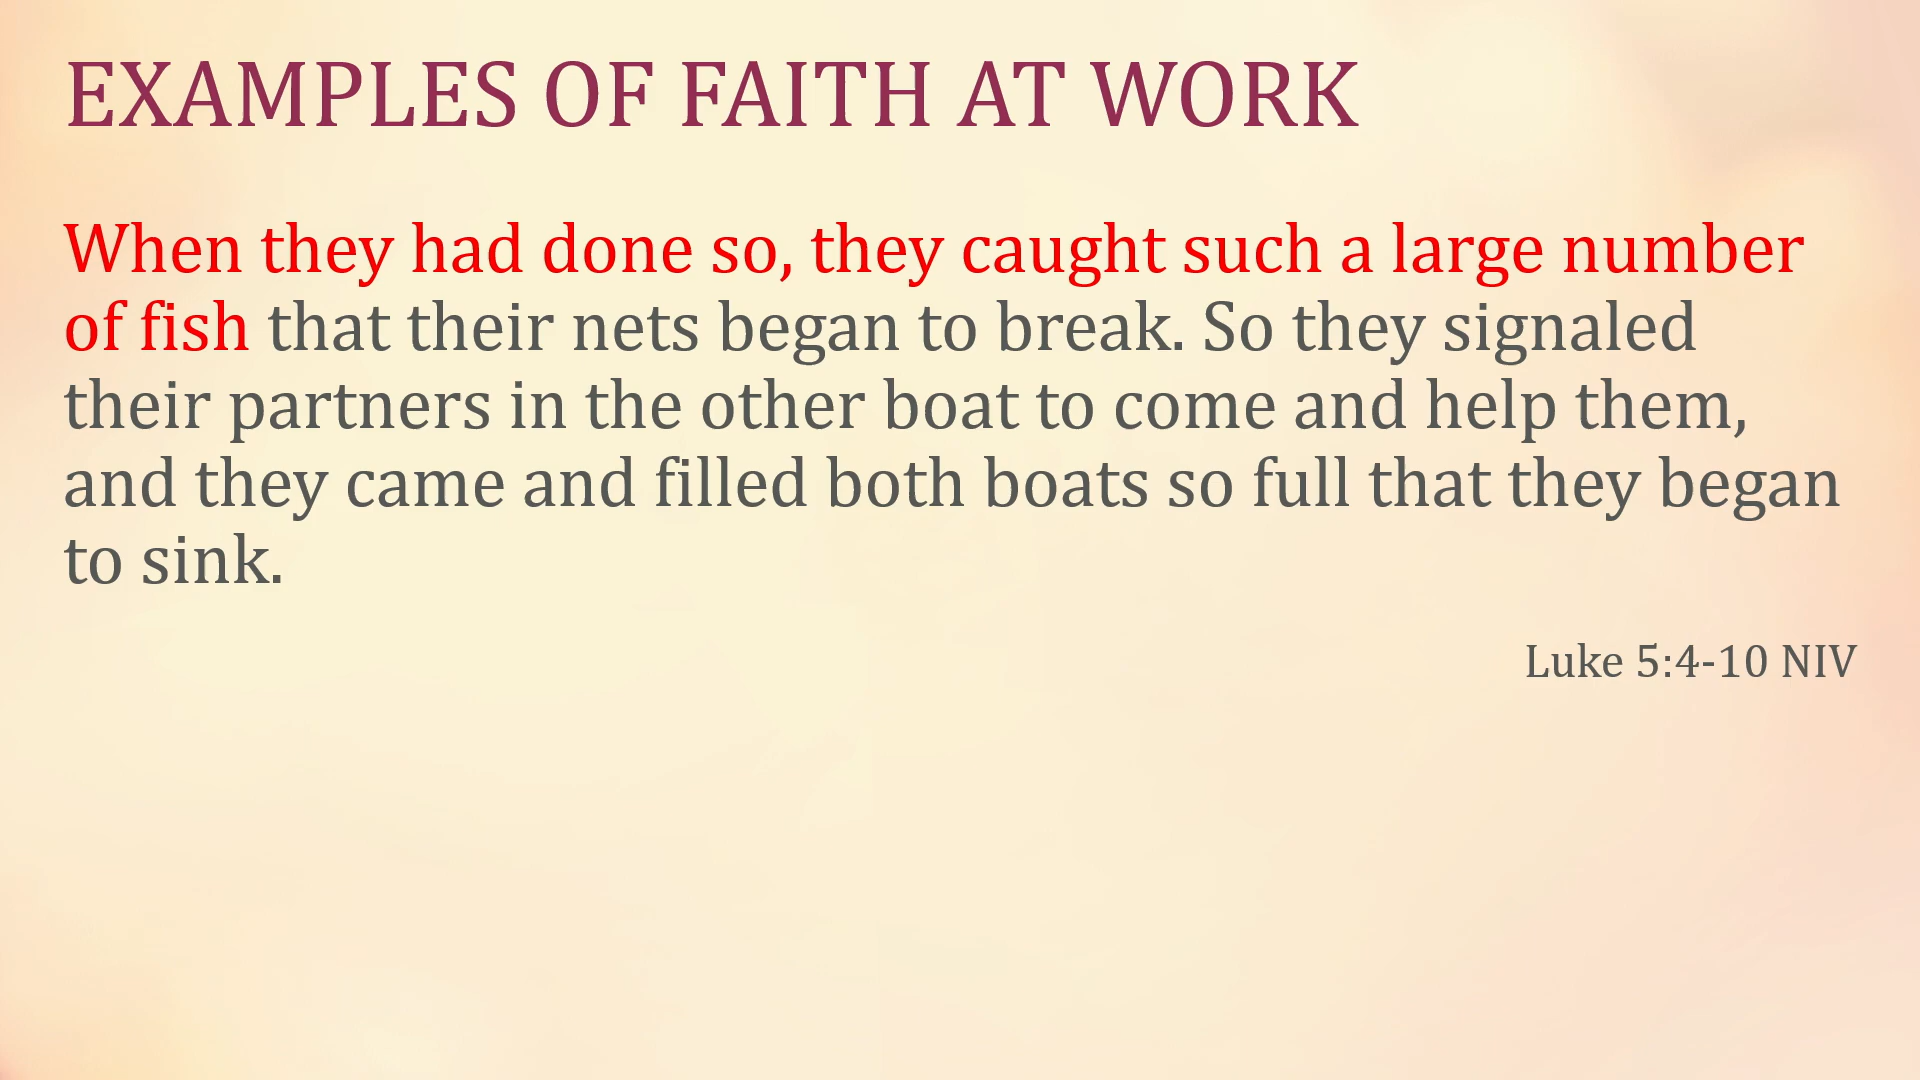 EXAMPLES OF FAITH AT WORK
When they had done so, they caught such a large number
of fish that their nets began to break. So they signaled
their partners in the other boat to come and help them,
and they came and filled both boats so full that they began
to sink.
Luke 5:4-10 NIV